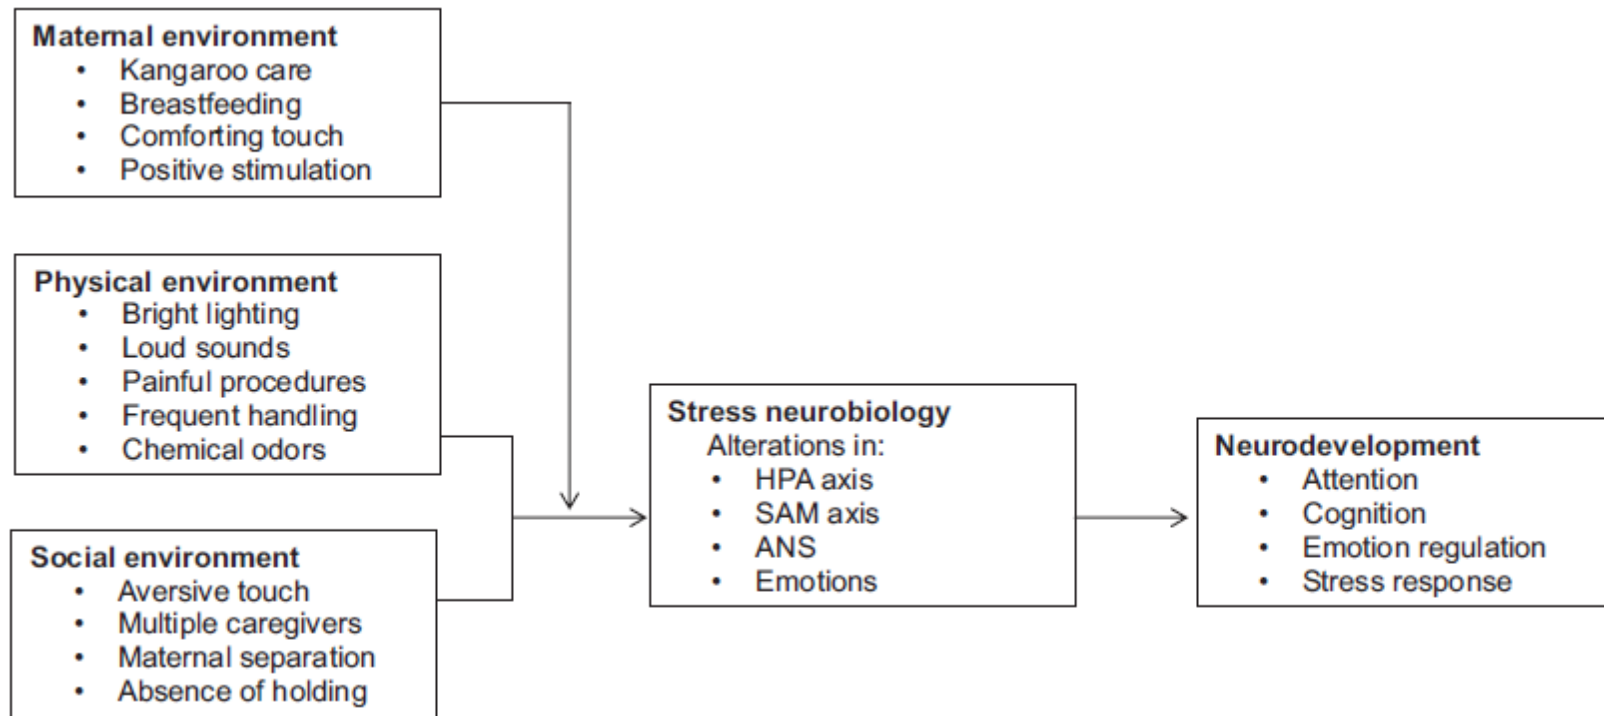 Maternal environment
• Kangaroo care
• Breastfeeding
• Comforting touch
• Positive stimulation
Physical environment
• Bright lighting
• Loud sounds
• Painful procedures
• Frequent handling
• Chemical odors
Social environment
• Aversive touch
• Multiple caregivers
• Maternal separation
• Absence of holding
Stress neurobiology
Alterations in:
• HPA axis
• SAM axis
• ANS
• Emotions
Neurodevelopment
• Attention
• Cognition
• Emotion regulation
• Stress response